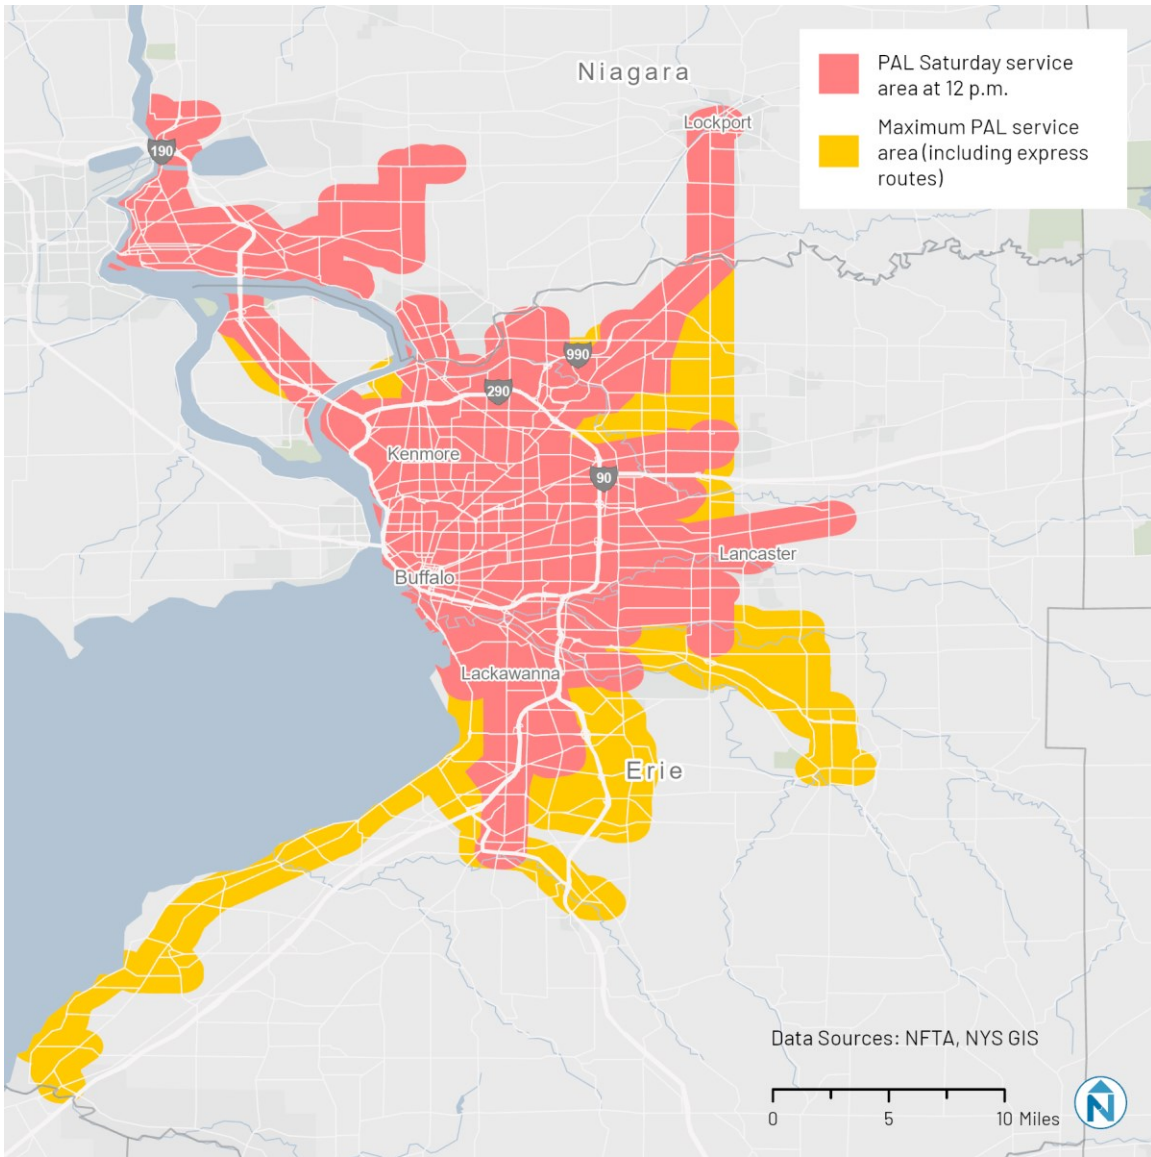 Niagara
PAL Saturday service
area at 12 p.m.
Maximum PAL service
area (including express
routes)
Lockport
190
990
290
Kenmore
90
Lancaster
Buffalo
Lackawanna
Erie
Data Sources: NFTA, NYS GIS
0 5 10 Miles
N